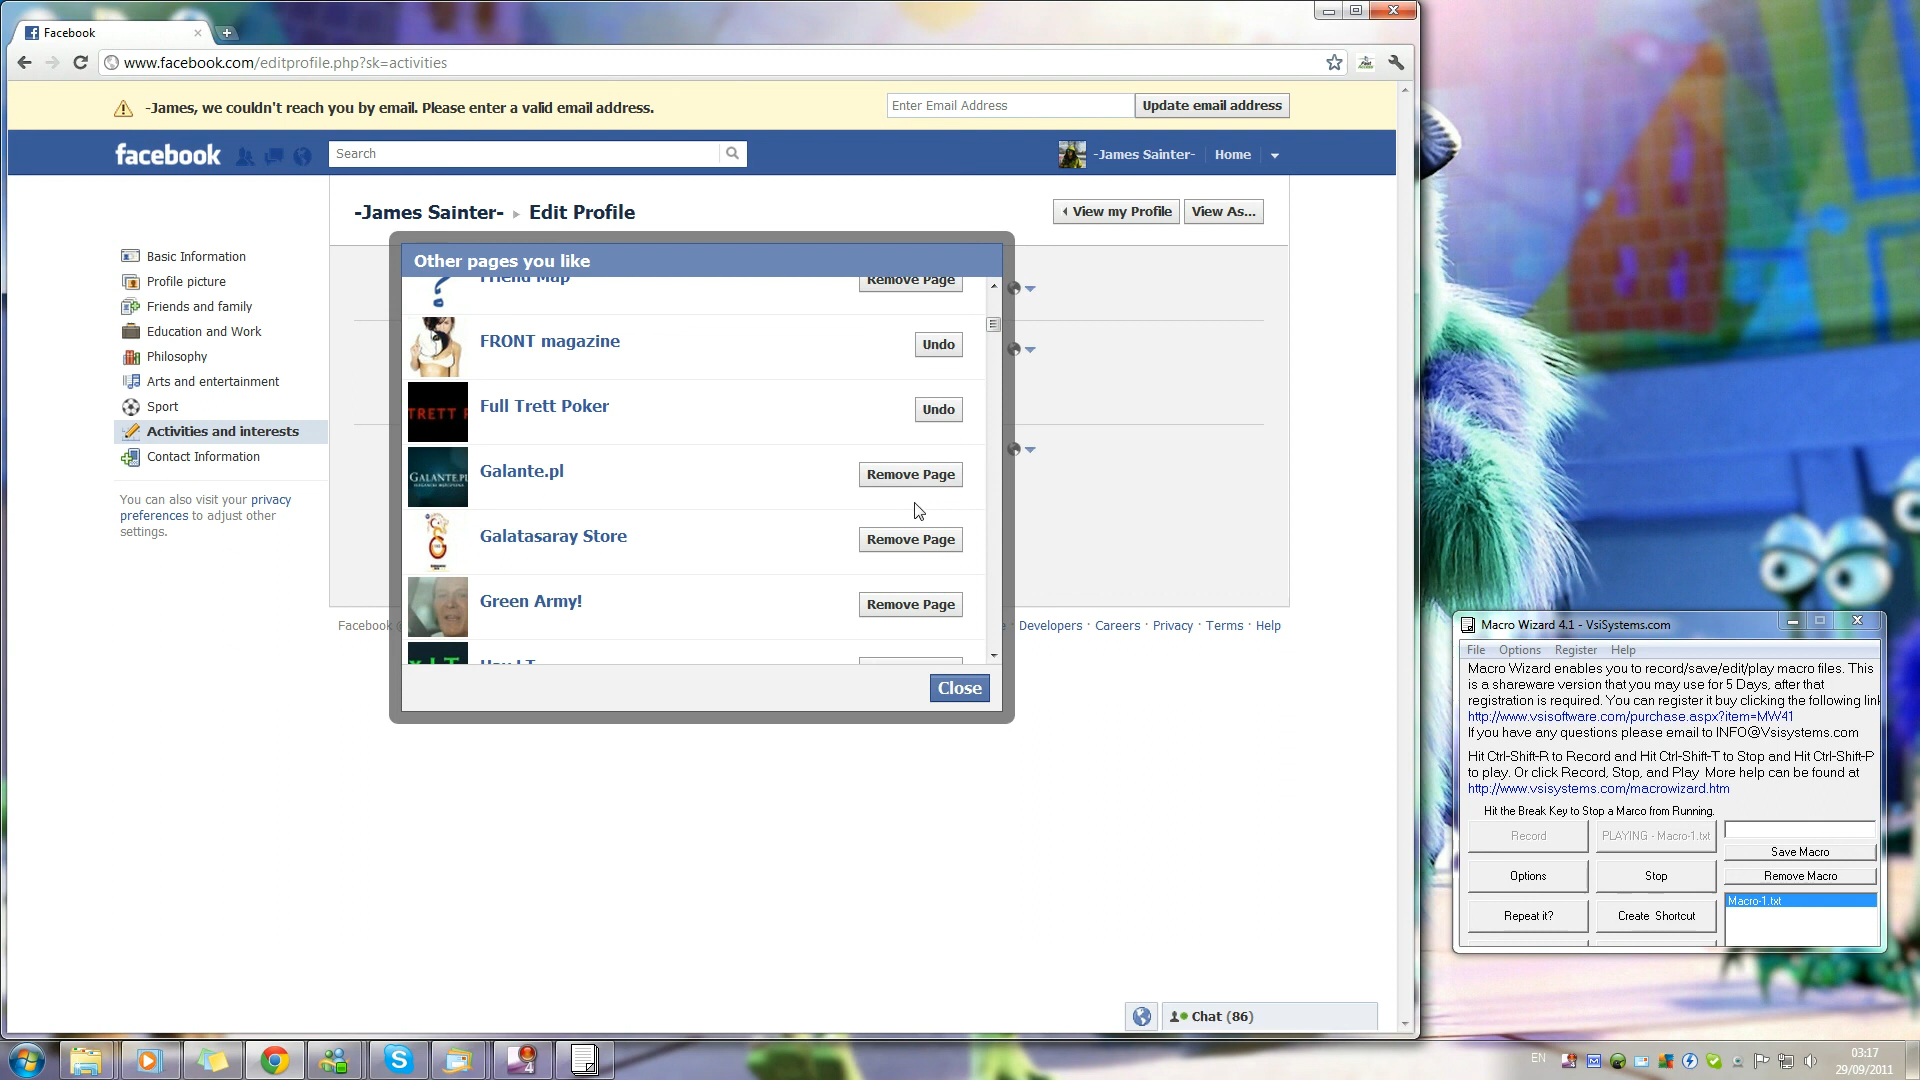 Facebook
www.facebook.com/editprofile.php?sk=activities
-James, we couldn't reach you by email. Please enter a valid email address.
Enter Email Address
Update email address
facebook
Search
-James Sainter-
Home
-James Sainter- ▸ Edit Profile
View my Profile
View As...
Basic Information
Profile picture
Friends and family
Education and Work
Philosophy
Arts and entertainment
Sport
Activities and interests
Contact Information
You can also visit your privacy
preferences to adjust other
settings.
Other pages you like
Friend Map
Remove Page
FRONT magazine
Undo
TRETT
Full Trett Poker
Undo
GALANTE.PL
Galante.pl
Remove Page
Galatasaray Store
Remove Page
Green Army!
Remove Page
Close
Facebook
Developers · Careers · Privacy · Terms · Help
Chat (86)
Macro Wizard 4.1 - VsiSystems.com
File Options Register Help
Macro Wizard enables you to record/save/edit/play macro files. This
is a shareware version that you may use for 5 Days, after that
registration is required. You can register it buy clicking the following link
http://www.vsisoftware.com/purchase.aspx?item=MW41
If you have any questions please email to INFO@Vsisystems.com
Hit Ctrl-Shift-R to Record and Hit Ctrl-Shift-T to Stop and Hit Ctrl-Shift-P
to play. Or click Record, Stop, and Play More help can be found at
http://www.vsisystems.com/macrowizard.htm
Hit the Break Key to Stop a Marco from Running.
Record
PLAYING - Macro-1.txt
Save Macro
Options
Stop
Remove Macro
Macro-1.txt
Repeat it?
Create Shortcut
EN
03:17
29/09/2011